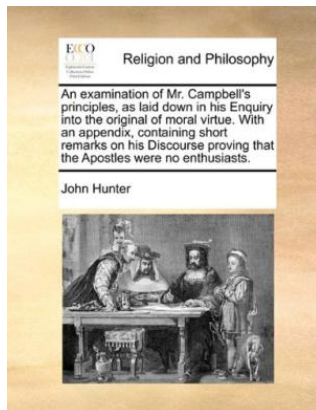 ECCO
Religion and Philosophy
An examination of Mr. Campbell's
principles, as laid down in his Enquiry
into the original of moral virtue. With
an appendix, containing short
remarks on his Discourse proving that
the Apostles were no enthusiasts.
John Hunter